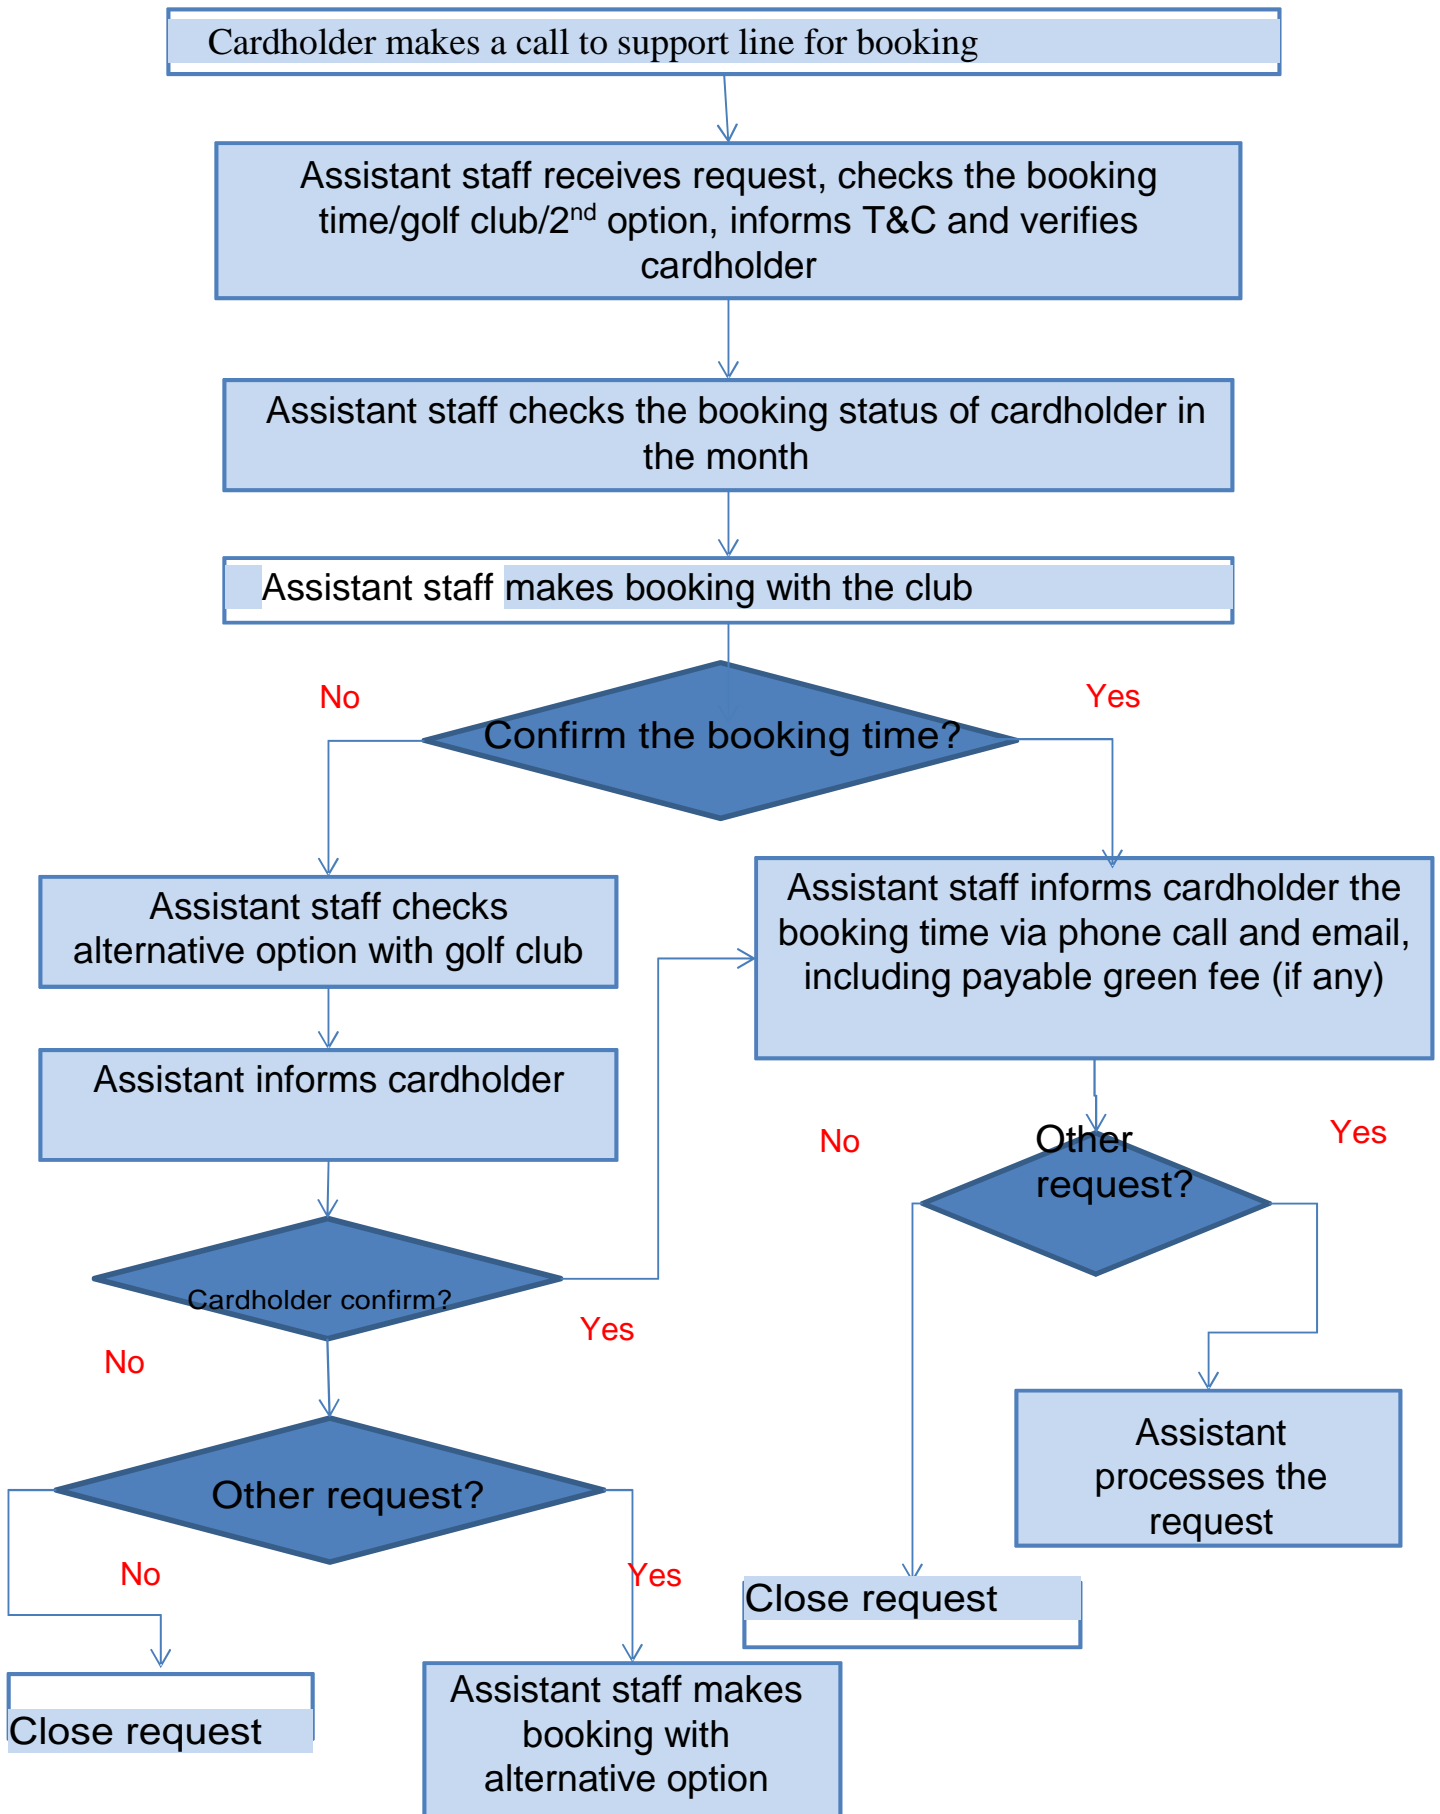 Cardholder makes a call to support line for booking
Assistant staff receives request, checks the booking
time/golf club/2nd option, informs T&C and verifies
cardholder
Assistant staff checks the booking status of cardholder in
the month
Assistant staff makes booking with the club
No
Yes
Confirm the booking time?
Assistant staff checks
alternative option with golf club
Assistant staff informs cardholder the
booking time via phone call and email,
including payable green fee (if any)
Assistant informs cardholder
No
Other
request?
Yes
Cardholder confirm?
Yes
No
Assistant
processes the
request
Other request?
No
Yes
Close request
Close request
Assistant staff makes
booking with
alternative option